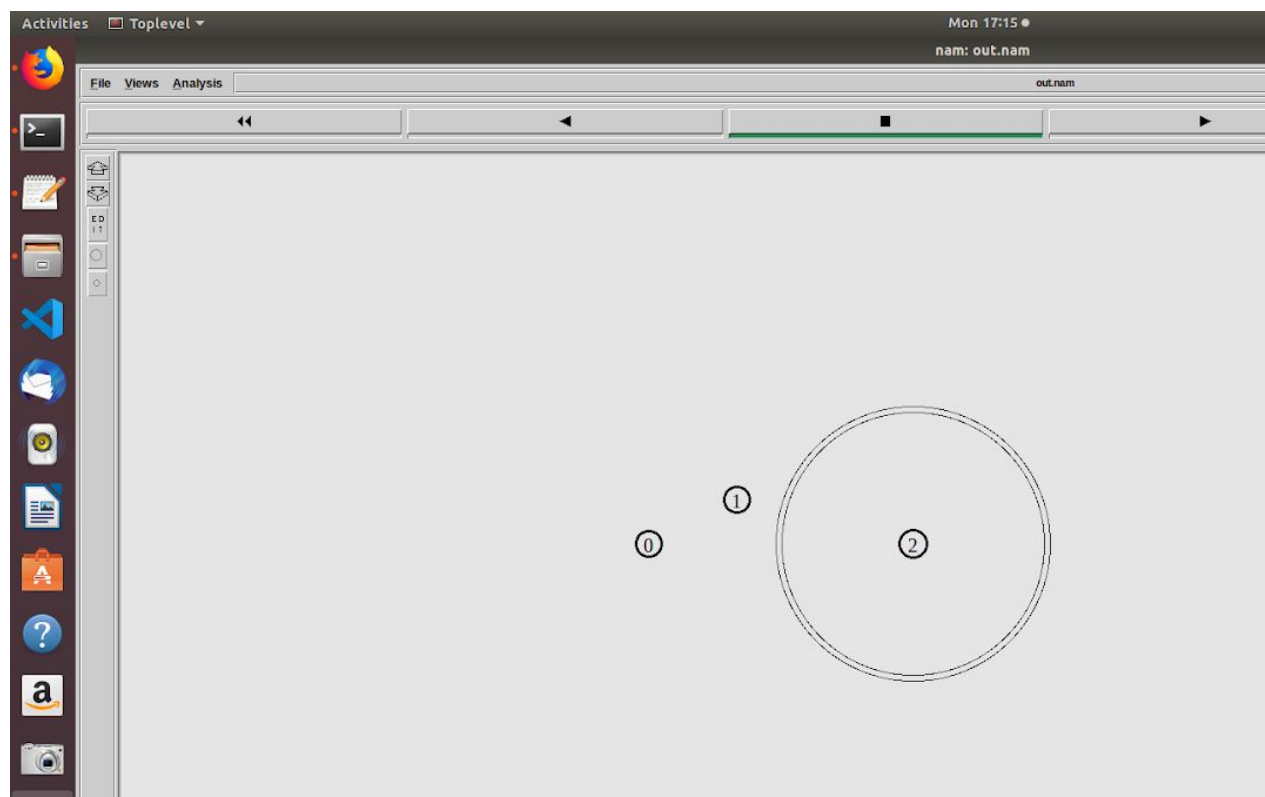 Activities Toplevel Mon 17:15
nam: out.nam
File Views Analysis out.nam
ED
IT
1
0 2